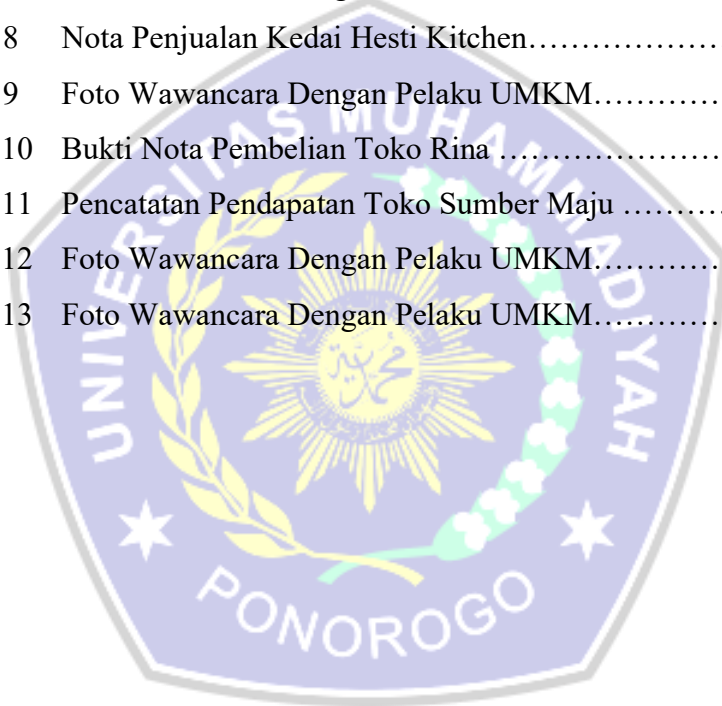 8 Nota Penjualan Kedai Hesti Kitchen…………………
9 Foto Wawancara Dengan Pelaku UMKM……………
10 Bukti Nota Pembelian Toko Rina ……………………
11 Pencatatan Pendapatan Toko Sumber Maju …………
12 Foto Wawancara Dengan Pelaku UMKM……………
13 Foto Wawancara Dengan Pelaku UMKM……………
UNIVERSITAS MUHAMMADIYAH
PONOROGO